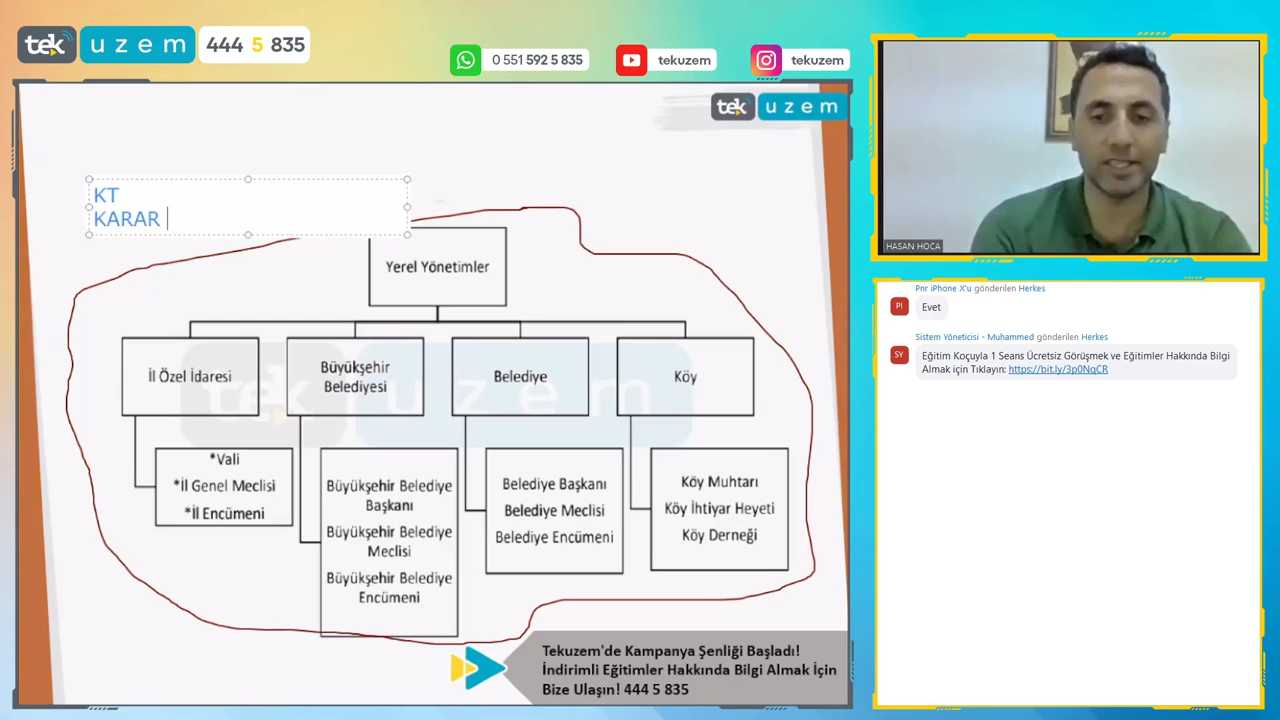 tek uzem 444 5 835
0 551 592 5 835
tekuzem
tekuzem
tek uzem
KT
KARAR
Yerel Yönetimler
İl Özel İdaresi
Büyükşehir
Belediyesi
Belediye
Köy
*Vali
*İl Genel Meclisi
*İl Encümeni
Büyükşehir Belediye
Başkanı
Büyükşehir Belediye
Meclisi
Büyükşehir Belediye
Encümeni
Belediye Başkanı
Belediye Meclisi
Belediye Encümeni
Köy Muhtarı
Köy İhtiyar Heyeti
Köy Derneği
tek uzem
Tekuzem'de Kampanya Şenliği Başladı!
İndirimli Eğitimler Hakkında Bilgi Almak İçin
Bize Ulaşın! 444 5 835
HASAN HOCA
Pnr iPhone X'u gönderilen Herkes
PI
Evet
Sistem Yöneticisi - Muhammed gönderilen Herkes
SY
Eğitim Koçuyla 1 Seans Ücretsiz Görüşmek ve Eğitimler Hakkında Bilgi
Almak için Tıklayın: https://bit.ly/3p0NqCR